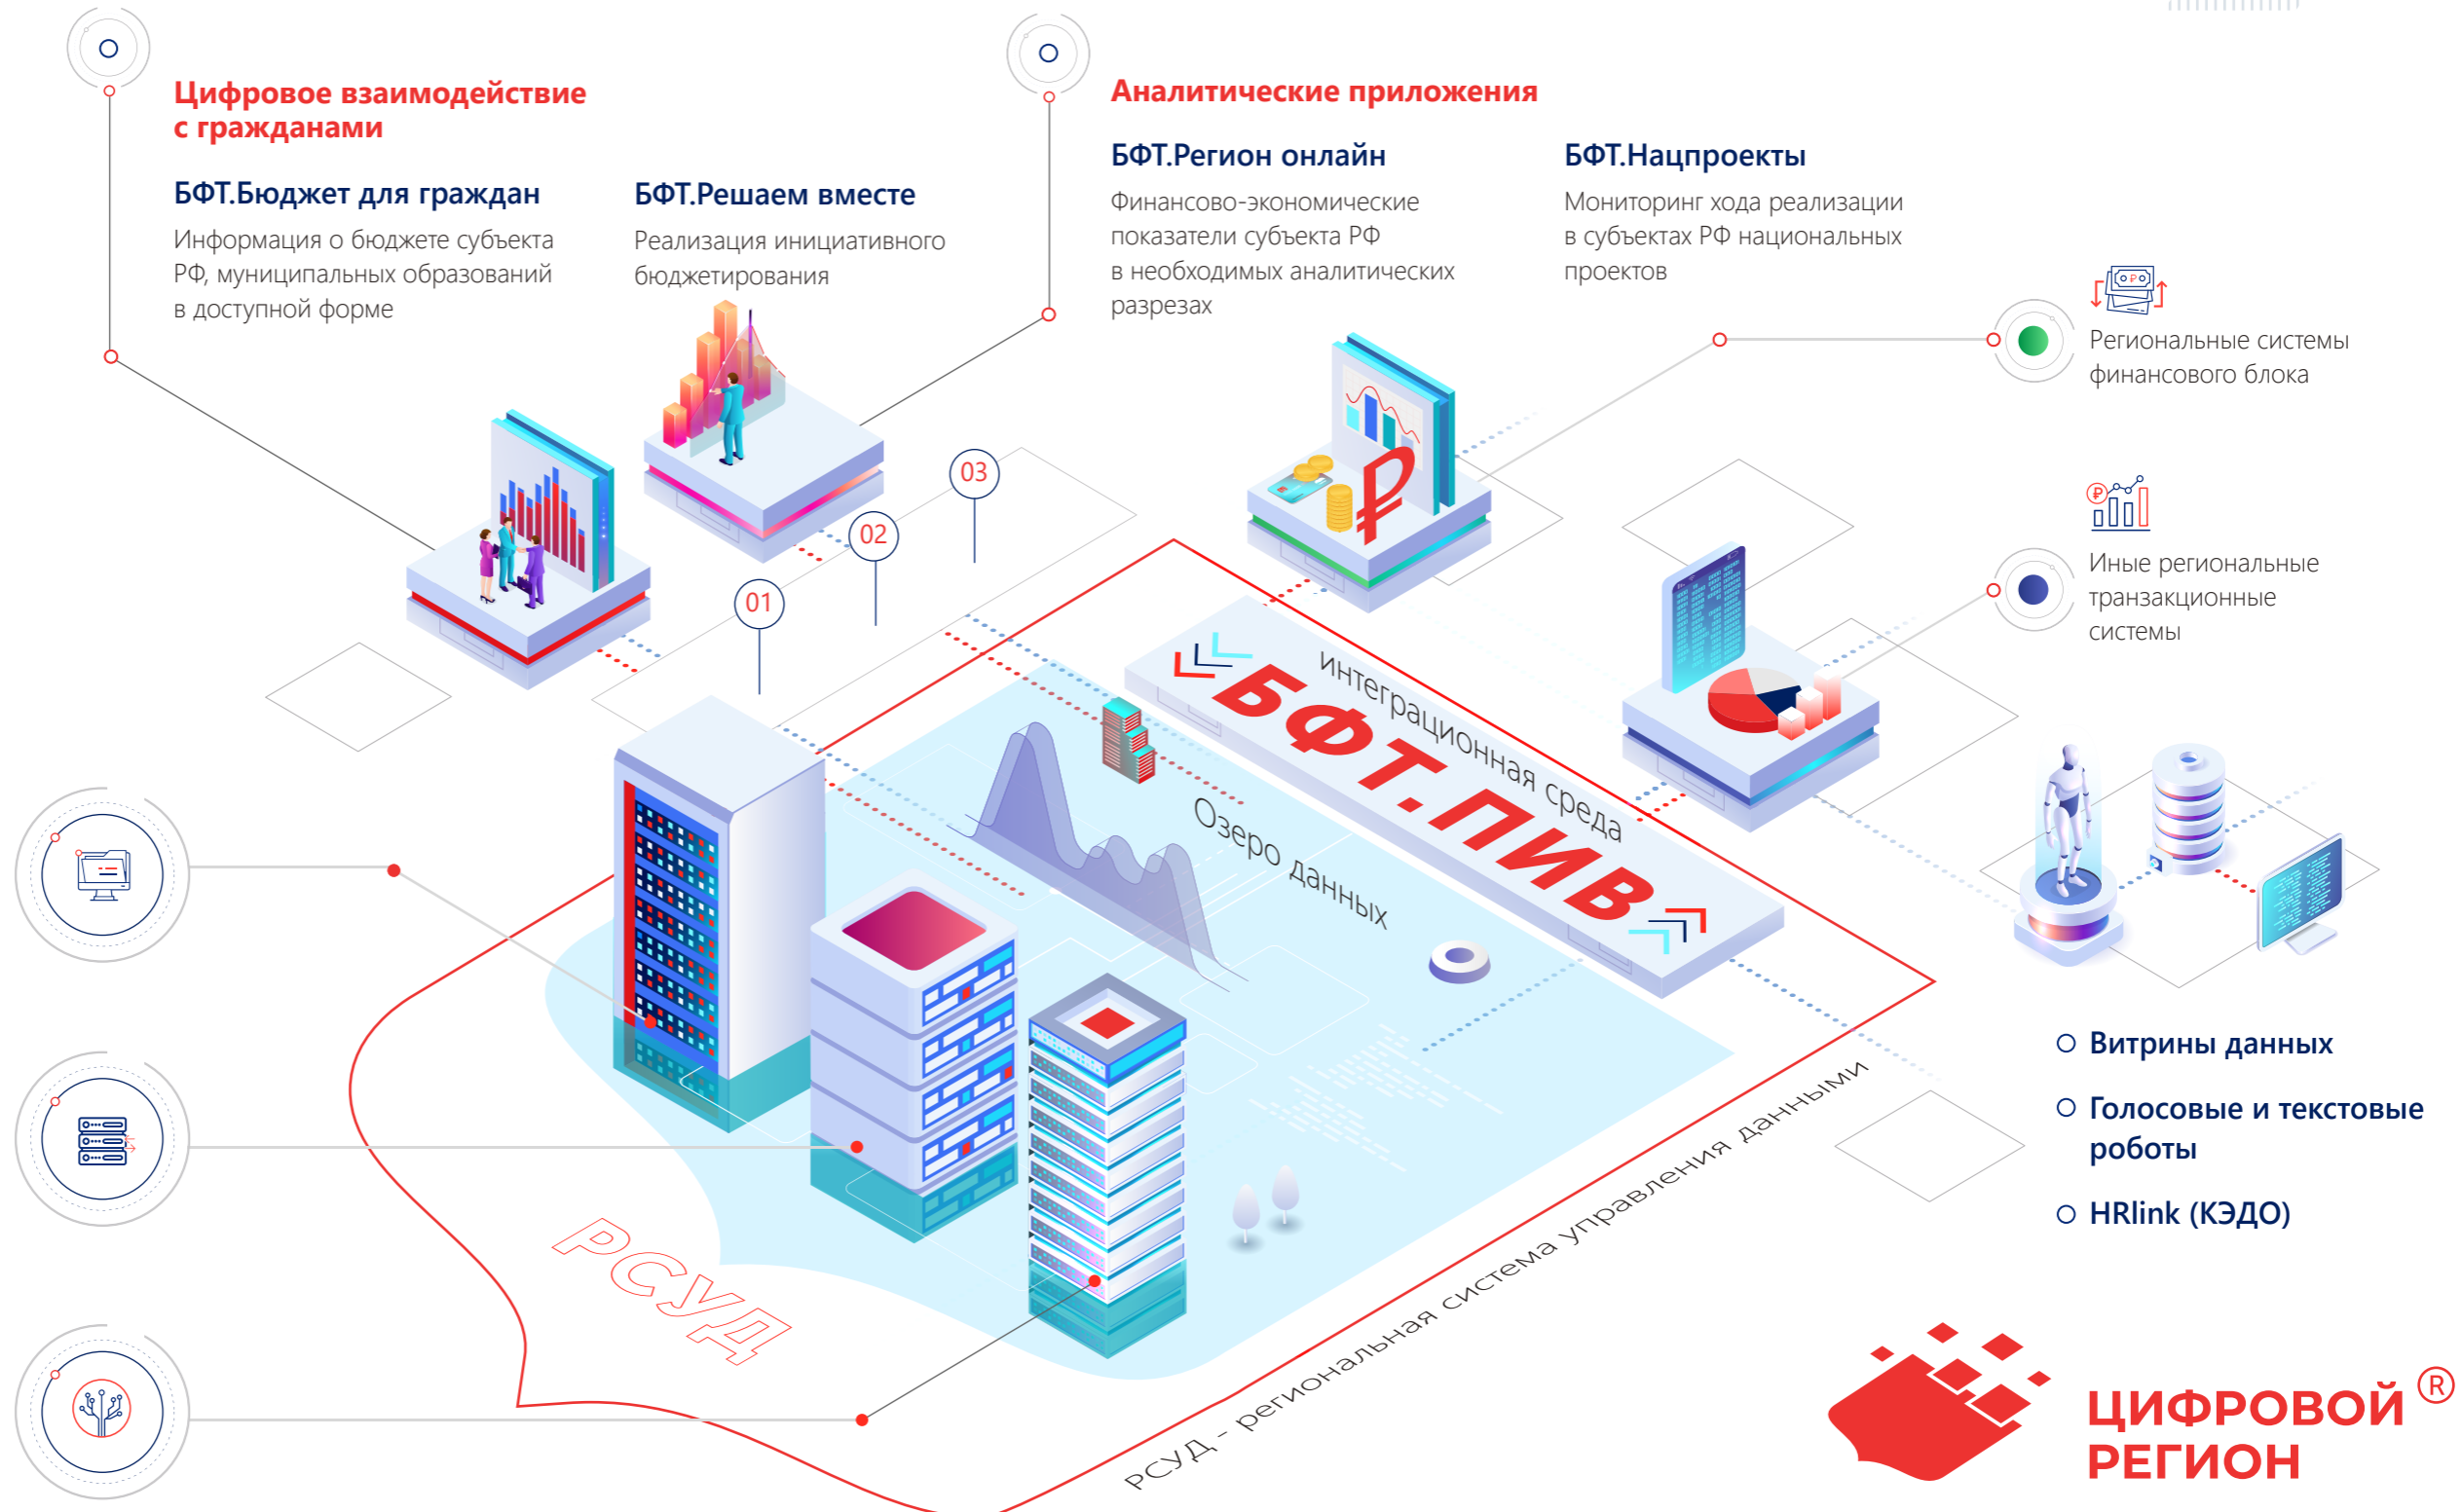 Цифровое взаимодействие
с гражданами
БФТ.Бюджет для граждан
Информация о бюджете субъекта
РФ, муниципальных образований
в доступной форме
БФТ.Решаем вместе
Реализация инициативного
бюджетирования
Аналитические приложения
БФТ.Регион онлайн
Финансово-экономические
показатели субъекта РФ
в необходимых аналитических
разрезах
БФТ.Нацпроекты
Мониторинг хода реализации
в субъектах РФ национальных
проектов
Региональные системы
финансового блока
Иные региональные
транзакционные
системы
03
02
01
интеграционная среда
БФТ.ПИВ
Озеро данных
РСУД
РСУД - региональная система управления данными
Витрины данных
Голосовые и текстовые
роботы
HRlink (КЭДО)
ЦИФРОВОЙ ®
РЕГИОН